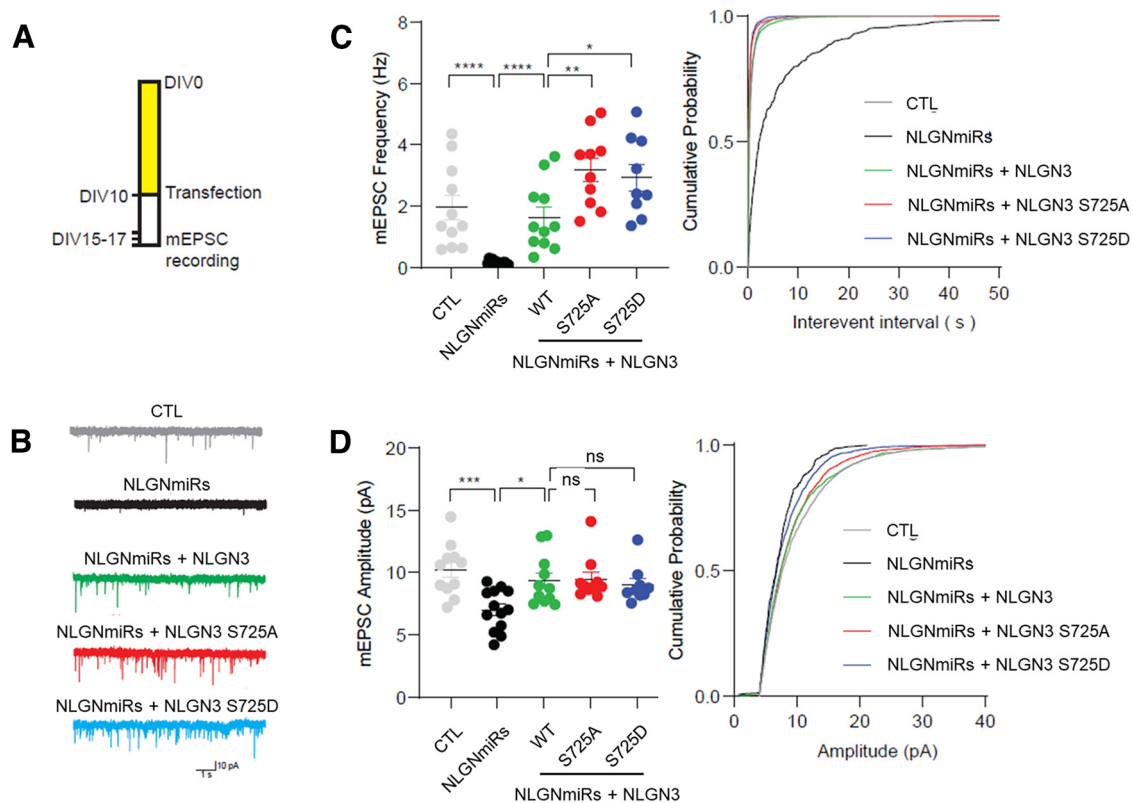 A
DIV0
DIV10
Transfection
DIV15-17
mEPSC
recording
B
CTL
NLGNmiRs
NLGNmiRs + NLGN3
NLGNmiRs + NLGN3 S725A
NLGNmiRs + NLGN3 S725D
10 pA
1 s
C
mEPSC Frequency (Hz)
8
6
4
2
0
****
****
**
*
CTL
NLGNmiRs
WT
S725A
S725D
NLGNmiRs + NLGN3
Cumulative Probability
1.0
0.5
0.0
0
10
20
30
40
50
Interevent interval ( s )
CTL
NLGNmiRs
NLGNmiRs + NLGN3
NLGNmiRs + NLGN3 S725A
NLGNmiRs + NLGN3 S725D
D
mEPSC Amplitude (pA)
20
15
10
5
0
***
*
ns
ns
CTL
NLGNmiRs
WT
S725A
S725D
NLGNmiRs + NLGN3
Cumulative Probability
1.0
0.5
0.0
0
10
20
30
40
Amplitude (pA)
CTL
NLGNmiRs
NLGNmiRs + NLGN3
NLGNmiRs + NLGN3 S725A
NLGNmiRs + NLGN3 S725D